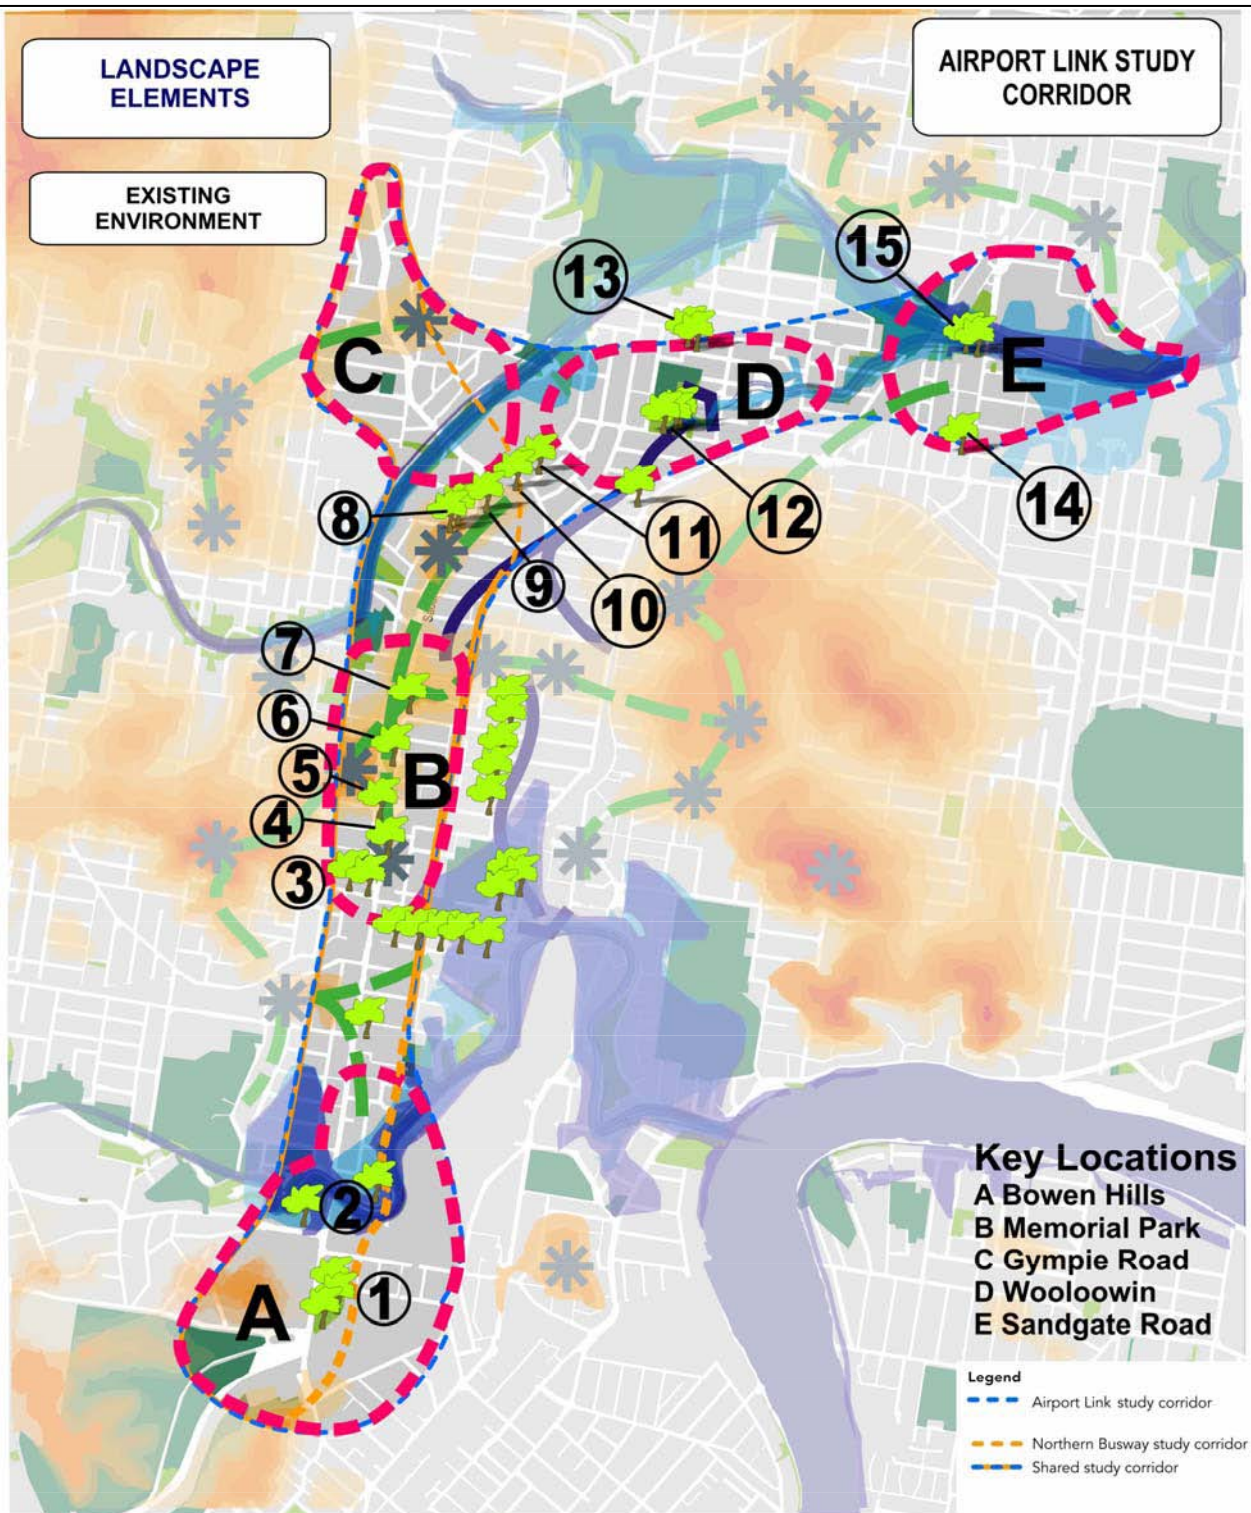 LANDSCAPE
ELEMENTS
AIRPORT LINK STUDY
CORRIDOR
EXISTING
ENVIRONMENT
15
13
C
D
E
8
11
12
14
9
10
7
6
5
B
4
3
2
A
1
Key Locations
A Bowen Hills
B Memorial Park
C Gympie Road
D Wooloowin
E Sandgate Road
Legend
Airport Link study corridor
Northern Busway study corridor
Shared study corridor